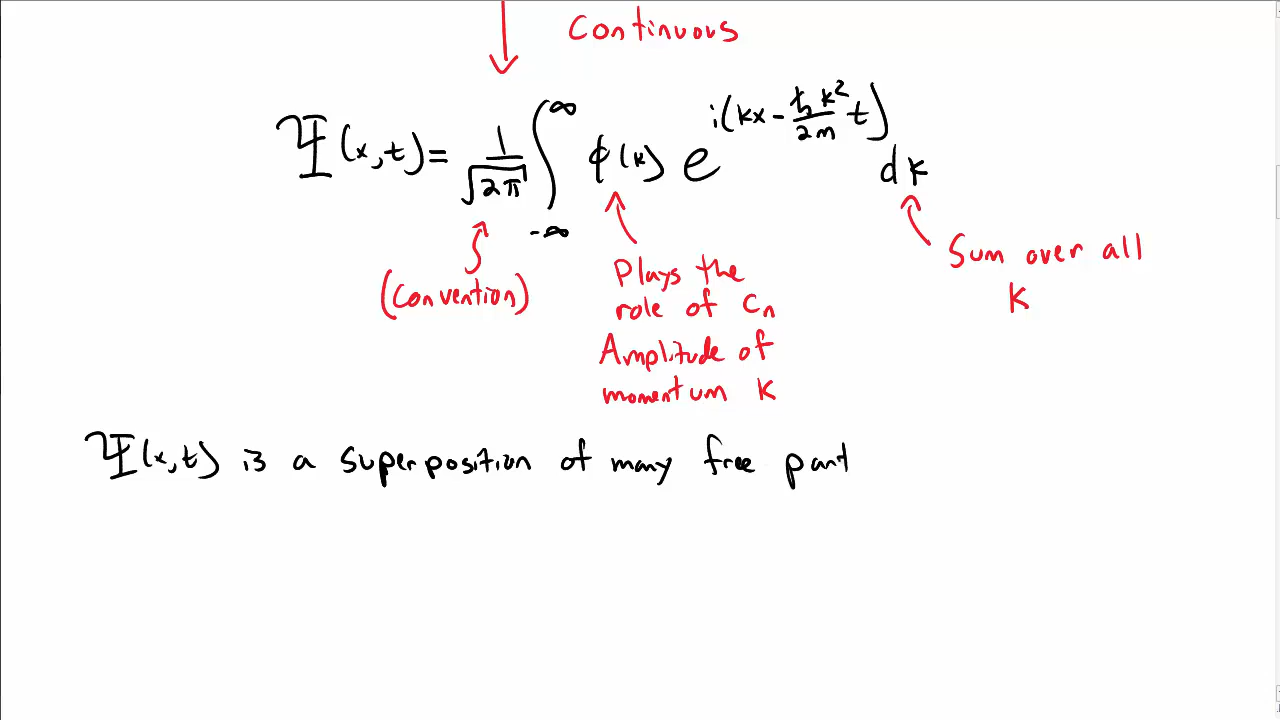 Continuous
Ψ(x,t) = 1/√2π ∫_{-∞}^{∞} φ(k) e^{i(kx - ħk²/2m t)} dk
(Convention)
Plays the
role of Cn
Amplitude of
momentum k
Sum over all
k
Ψ(x,t) is a superposition of many free part